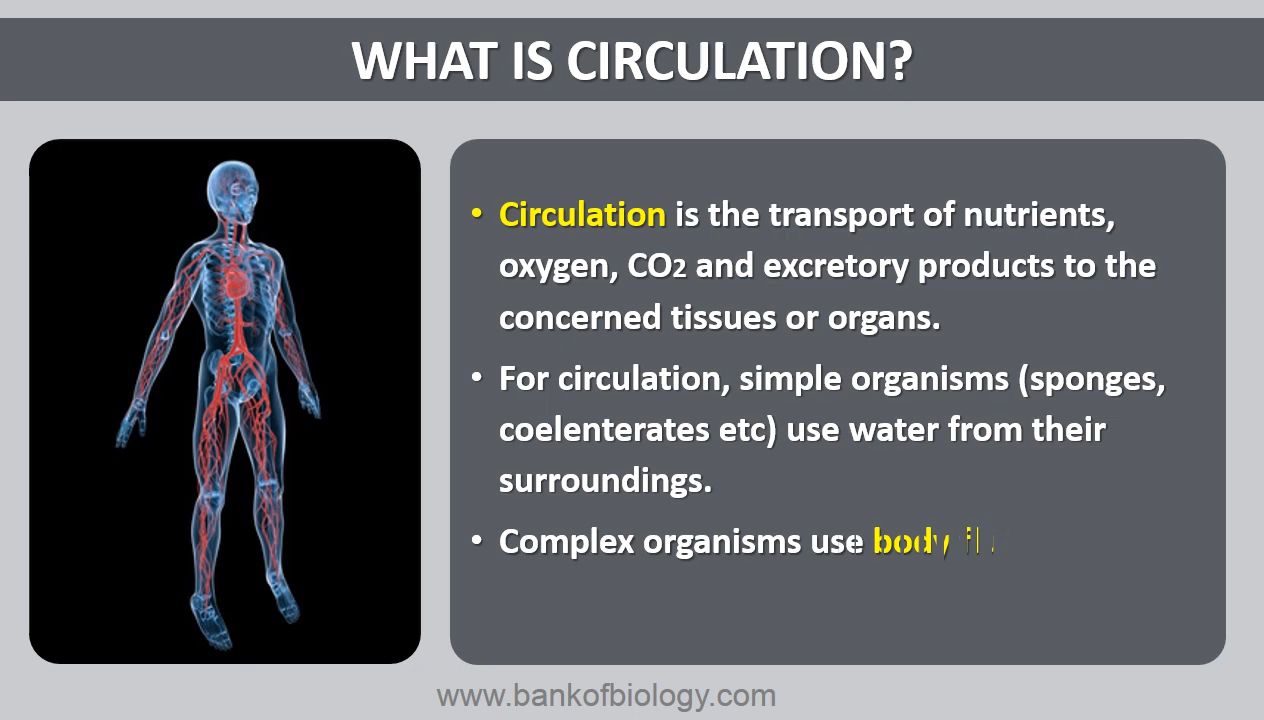 WHAT IS CIRCULATION?
• Circulation is the transport of nutrients,
oxygen, CO2 and excretory products to the
concerned tissues or organs.
• For circulation, simple organisms (sponges,
coelenterates etc) use water from their
surroundings.
• Complex organisms use body
www.bankofbiology.com